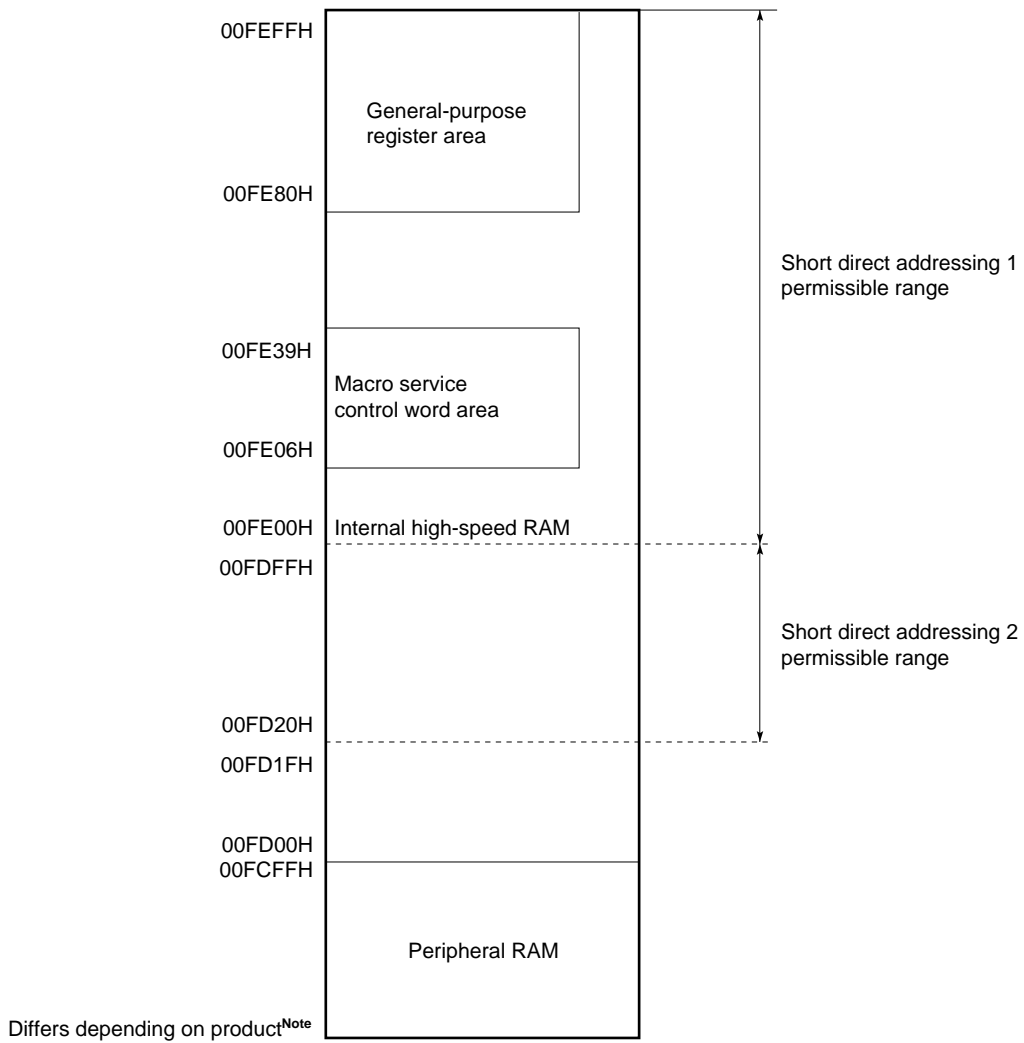 00FEFFH
General-purpose
register area
00FE80H
Short direct addressing 1
permissible range
00FE39H
Macro service
control word area
00FE06H
00FE00H
Internal high-speed RAM
00FDFFH
Short direct addressing 2
permissible range
00FD20H
00FD1FH
00FD00H
00FCFFH
Peripheral RAM
Differs depending on productNote